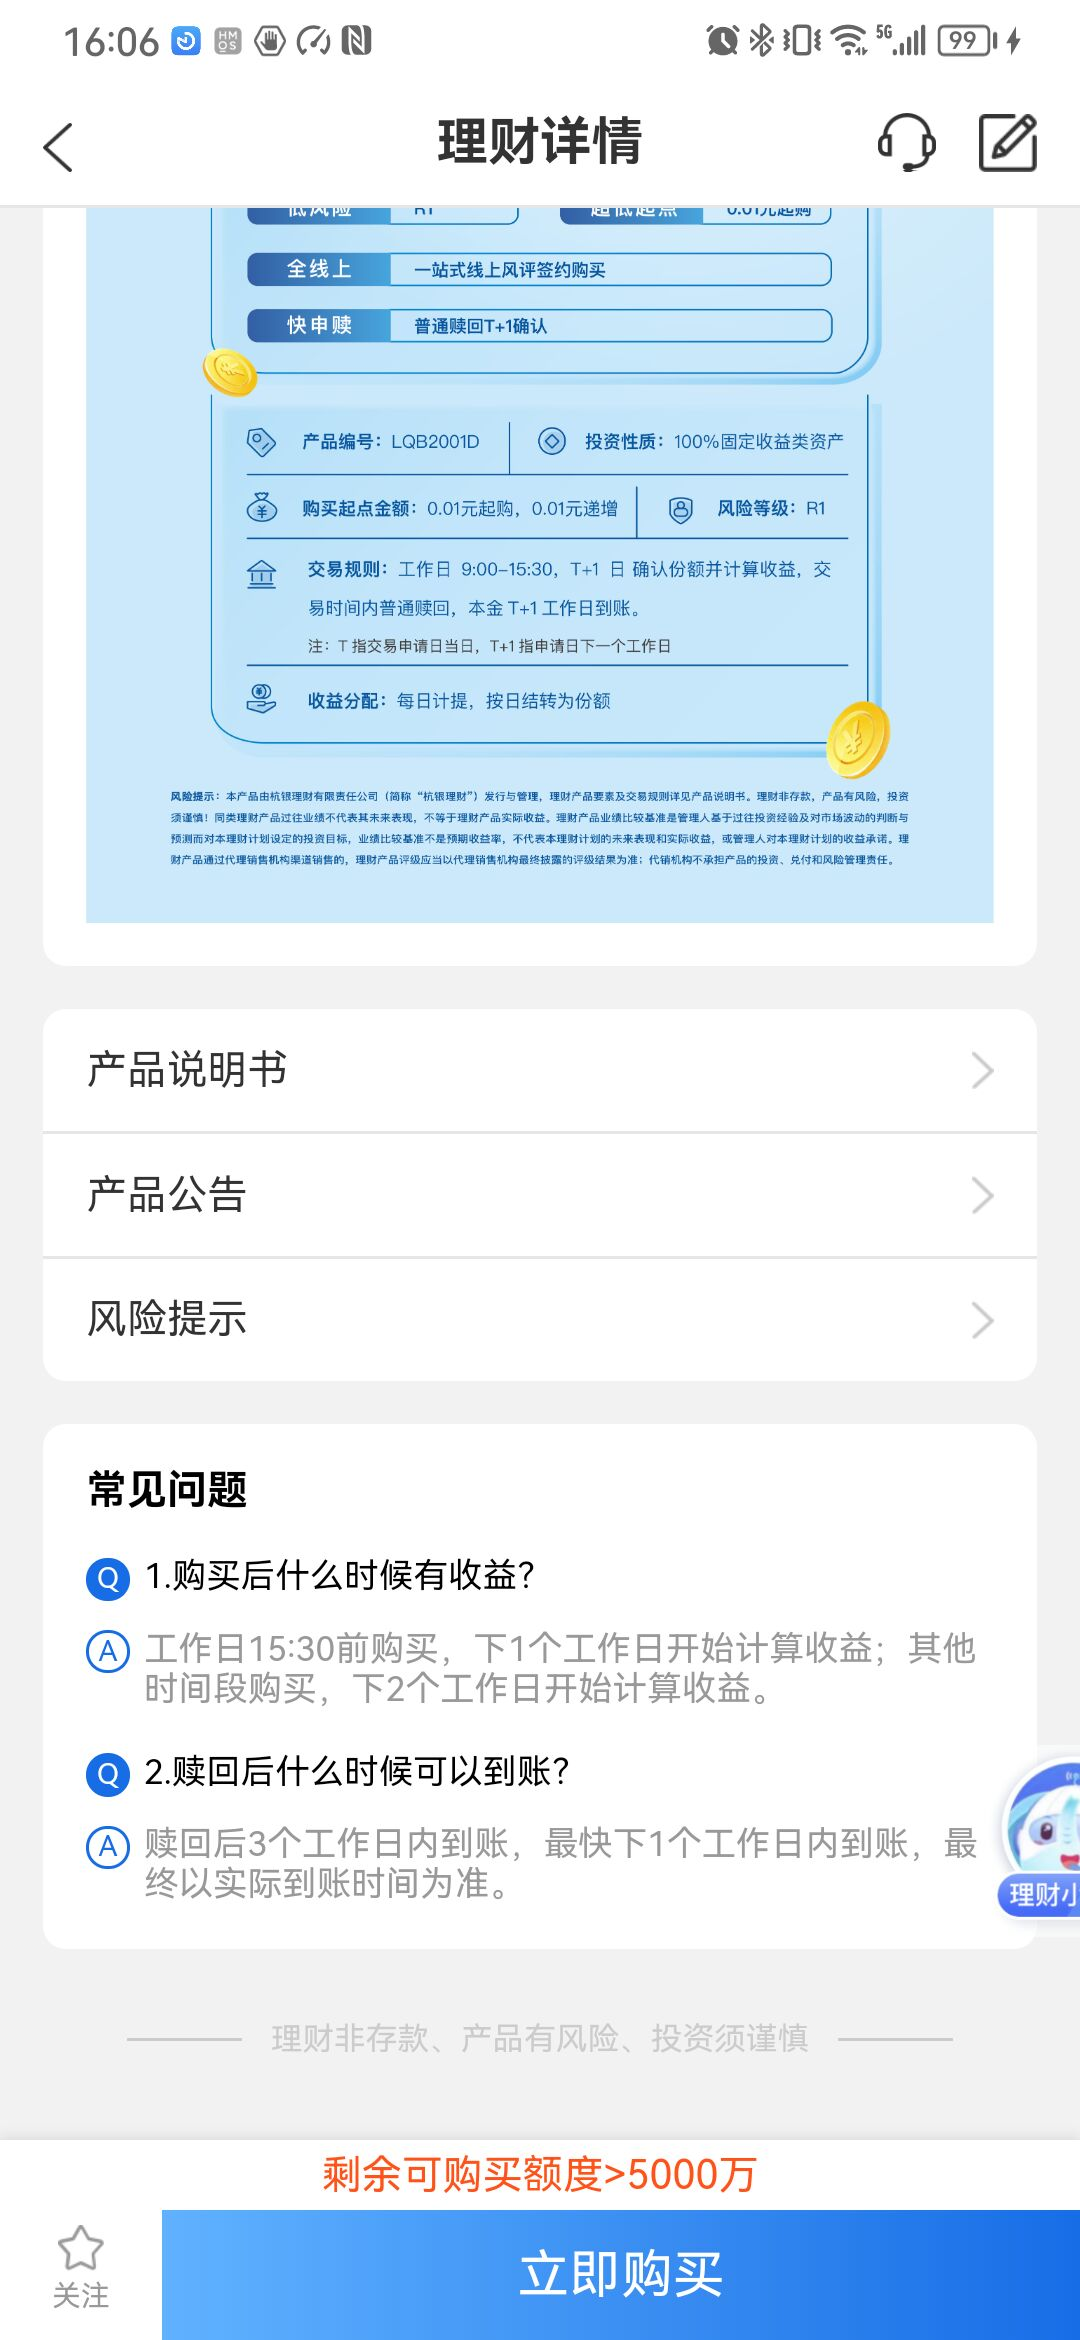 16:06
HM
OS
5G
99
理财详情
低风险 R1 超低起点 0.01元起购
全线上 一站式线上风评签约购买
快申赎 普通赎回T+1确认
产品编号：LQB2001D 投资性质：100%固定收益类资产
购买起点金额：0.01元起购，0.01元递增 风险等级：R1
交易规则：工作日 9:00–15:30，T+1 日 确认份额并计算收益，交
易时间内普通赎回，本金 T+1 工作日到账。
注：T 指交易申请日当日，T+1 指申请日下一个工作日
收益分配：每日计提，按日结转为份额
风险提示：本产品由杭银理财有限责任公司（简称“杭银理财”）发行与管理，理财产品要素及交易规则详见产品说明书。理财非存款，产品有风险，投资
须谨慎！同类理财产品过往业绩不代表其未来表现，不等于理财产品实际收益。理财产品业绩比较基准是管理人基于过往投资经验及对市场波动的判断与
预测而对本理财计划设定的投资目标，业绩比较基准不是预期收益率，不代表本理财计划的未来表现和实际收益，或管理人对本理财计划的收益承诺。理
财产品通过代理销售机构渠道销售的，理财产品评级应当以代理销售机构最终披露的评级结果为准；代销机构不承担产品的投资、兑付和风险管理责任。
产品说明书
产品公告
风险提示
常见问题
Q 1.购买后什么时候有收益？
A 工作日15:30前购买，下1个工作日开始计算收益；其他
时间段购买，下2个工作日开始计算收益。
Q 2.赎回后什么时候可以到账？
A 赎回后3个工作日内到账，最快下1个工作日内到账，最
终以实际到账时间为准。
理财小
理财非存款、产品有风险、投资须谨慎
剩余可购买额度>5000万
关注
立即购买